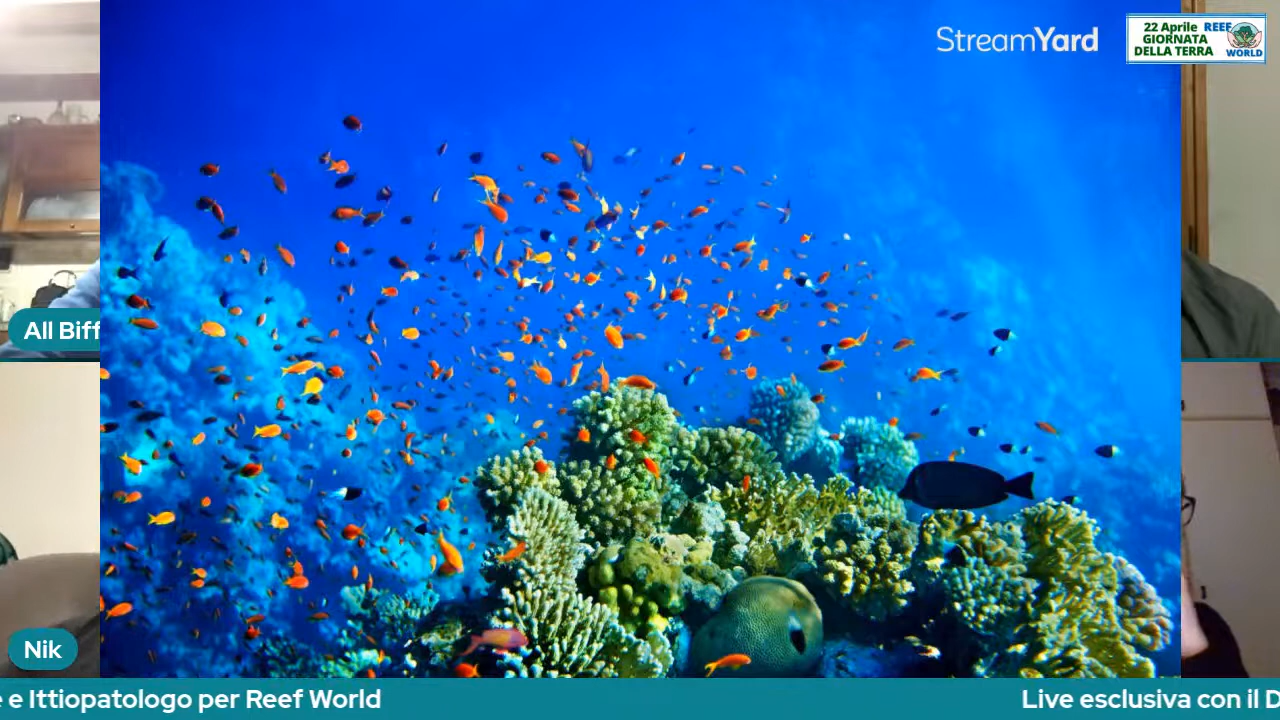 StreamYard
22 Aprile
GIORNATA
DELLA TERRA
REEF
WORLD
All Biff
Nik
e Ittiopatologo per Reef World
Live esclusiva con il D